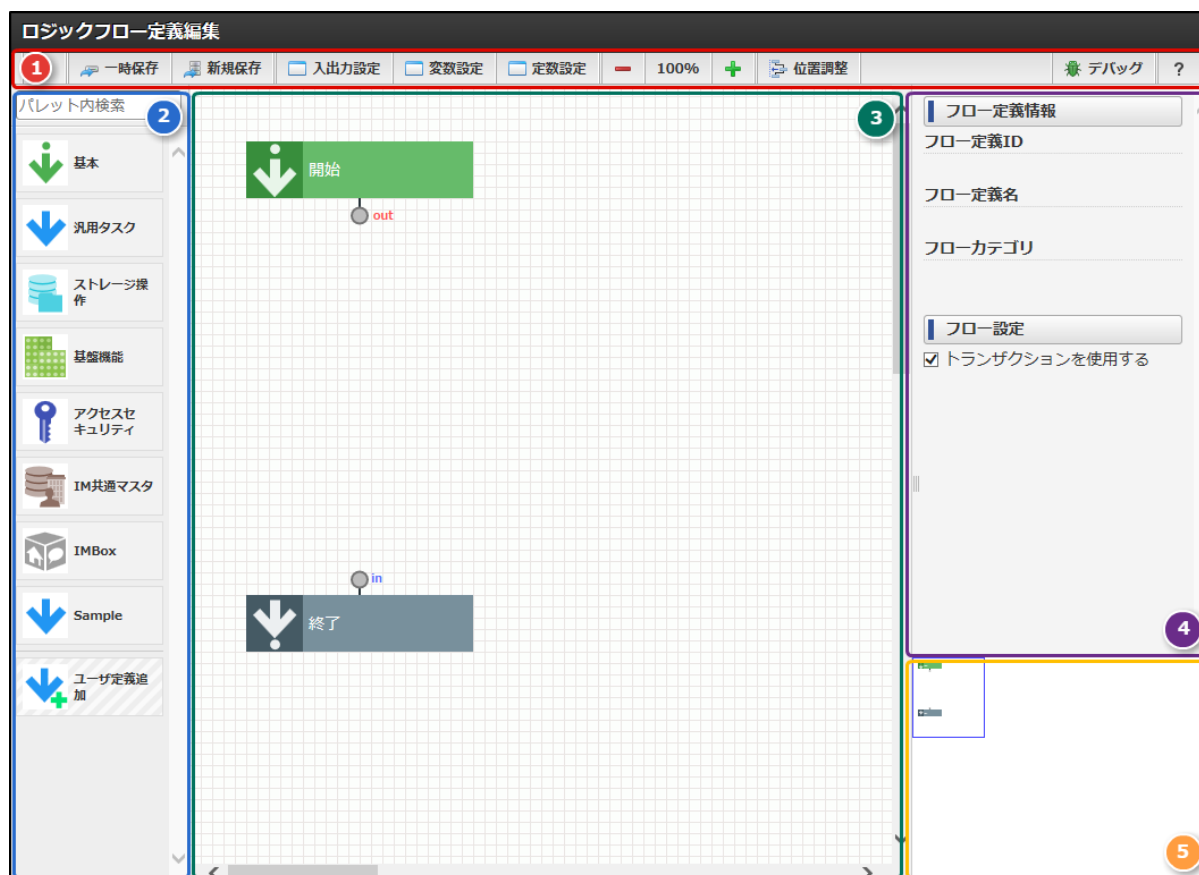 ロジックフロー定義編集
1
一時保存
新規保存
入出力設定
変数設定
定数設定
100%
位置調整
デバッグ
?
パレット内検索
2
基本
汎用タスク
ストレージ操
作
基盤機能
アクセスセ
キュリティ
IM共通マスタ
IMBox
Sample
ユーザ定義追
加
3
開始
out
in
終了
フロー定義情報
フロー定義ID
フロー定義名
フローカテゴリ
フロー設定
トランザクションを使用する
4
5